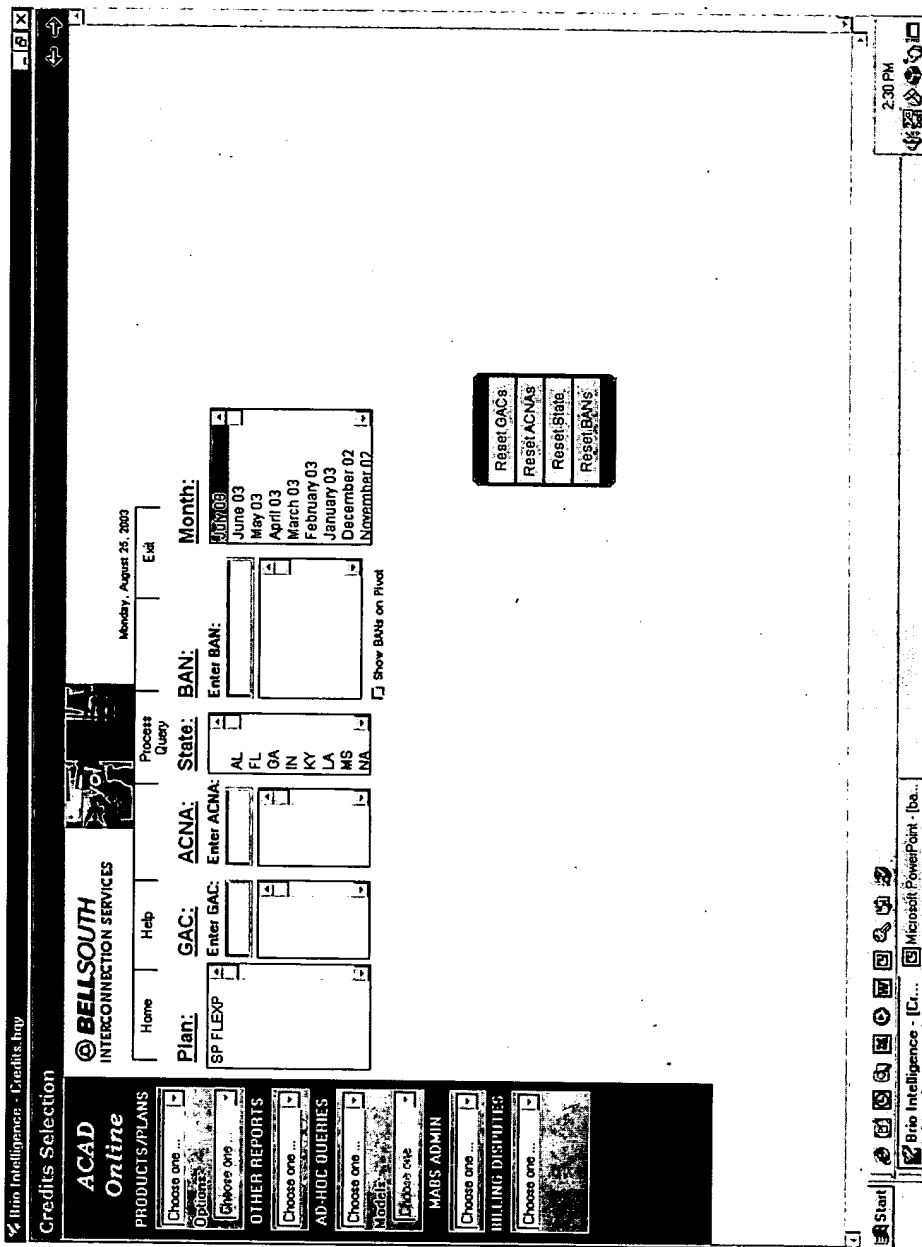 Brio Intelligence - Credits.bqy
Credits Selection
ACAD
Online
PRODUCTS/PLANS
Choose one...
Options
Choose one...
OTHER REPORTS
Choose one...
AD-HOC QUERIES
Choose one...
Models
Choose one
MABS ADMIN
Choose one...
BILLING DISPUTES
Choose one...
BELLSOUTH
INTERCONNECTION SERVICES
Monday, August 25, 2003
Home
Help
Process
Query
Exit
Plan:
SP FLEXP
GAC:
Enter GAC:
ACNA:
Enter ACNA:
State:
AL
FL
GA
IN
KY
LA
MS
NA
BAN:
Enter BAN:
Show BANs on Pivot
Month:
July 03
June 03
May 03
April 03
March 03
February 03
January 03
December 02
November 02
Reset GACs
Reset ACNAs
Reset State
Reset BANs
Start
Brio Intelligence - [Cr...
Microsoft PowerPoint - [ba...
2:30 PM